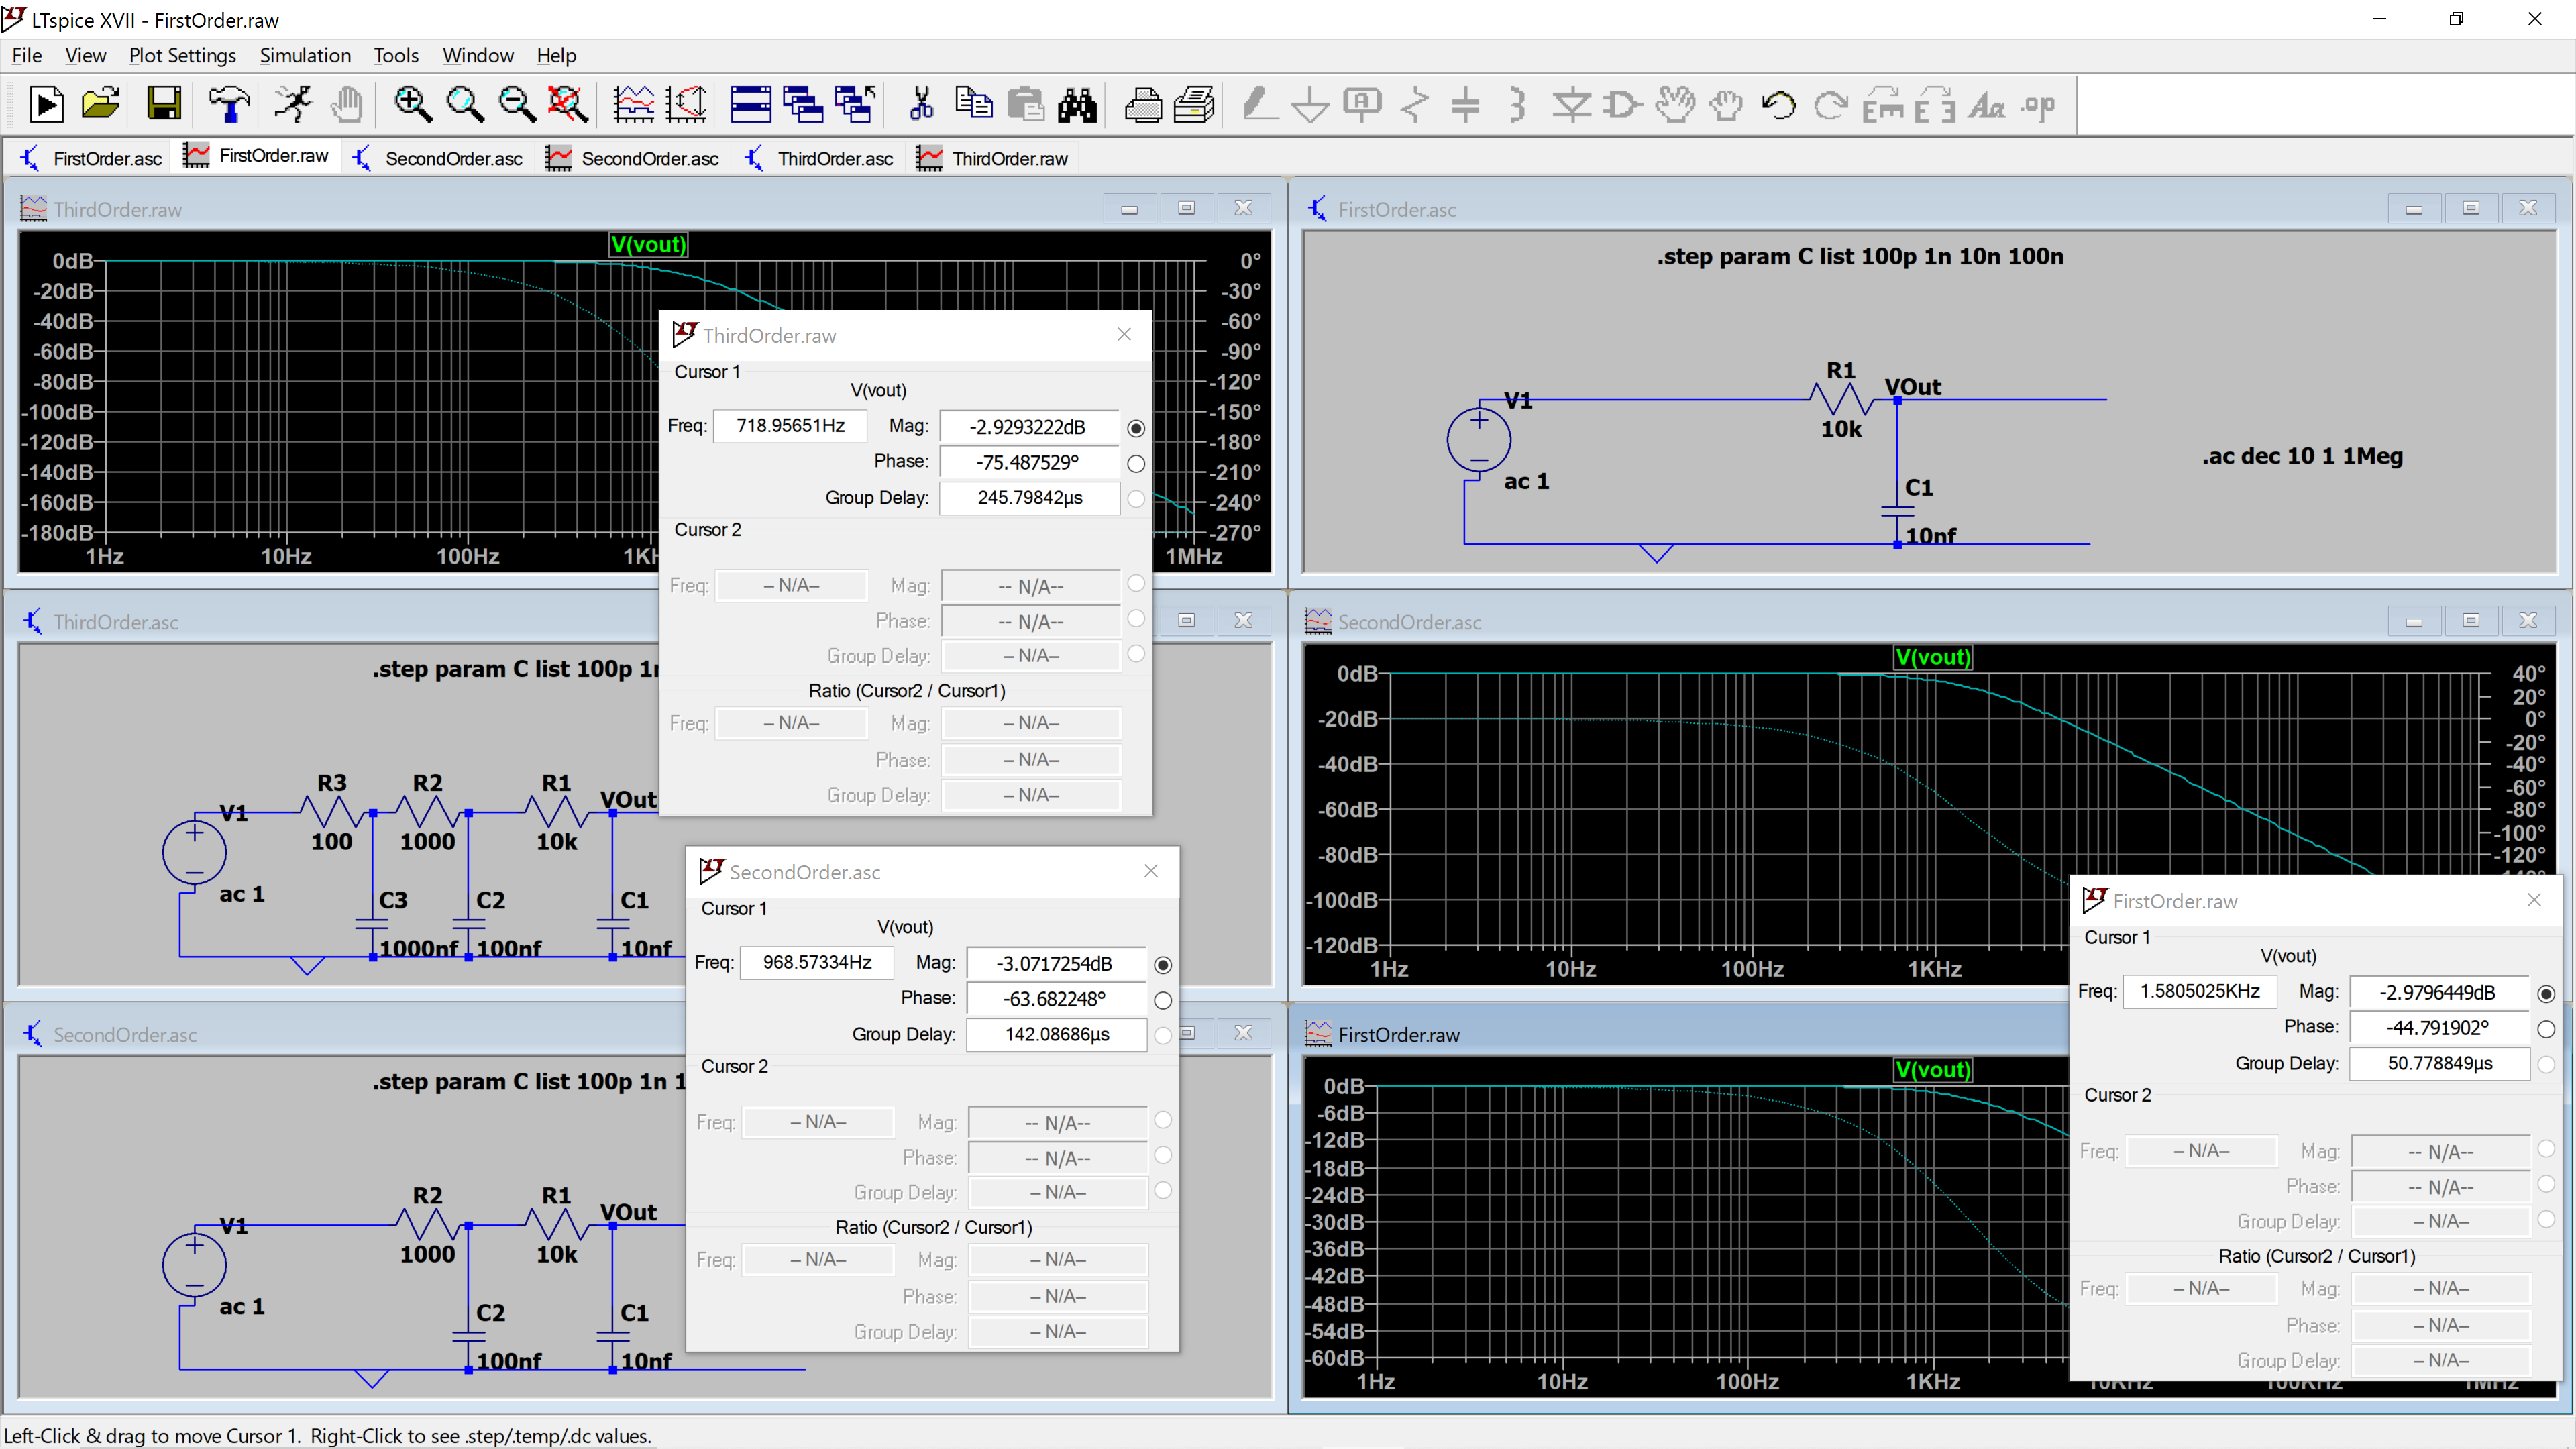 LTspice XVII - FirstOrder.raw
File View Plot Settings Simulation Tools Window Help
FirstOrder.asc FirstOrder.raw SecondOrder.asc SecondOrder.asc ThirdOrder.asc ThirdOrder.raw
ThirdOrder.raw
V(vout)
0dB 0°
-20dB -30°
-40dB -60°
-60dB -90°
-80dB -120°
-100dB -150°
-120dB -180°
-140dB -210°
-160dB -240°
-180dB -270°
1Hz 10Hz 100Hz 1KH 1MHz
ThirdOrder.raw
Cursor 1
V(vout)
Freq: 718.95651Hz Mag: -2.9293222dB
Phase: -75.487529°
Group Delay: 245.79842µs
Cursor 2
Freq: -- N/A-- Mag: -- N/A--
Phase: -- N/A--
Group Delay: -- N/A--
Ratio (Cursor2 / Cursor1)
Freq: -- N/A-- Mag: -- N/A--
Phase: -- N/A--
Group Delay: -- N/A--
FirstOrder.asc
.step param C list 100p 1n 10n 100n
R1
V1 VOut
10k
.ac dec 10 1 1Meg
ac 1
C1
10nf
ThirdOrder.asc
.step param C list 100p 1n
R3 R2 R1
V1 VOut
100 1000 10k
ac 1
C3 C2 C1
1000nf 100nf 10nf
SecondOrder.asc
V(vout)
0dB 40°
20°
-20dB 0°
-20°
-40dB -40°
-60°
-60dB -80°
-100°
-80dB -120°
-100dB
-120dB
1Hz 10Hz 100Hz 1KHz
SecondOrder.asc
Cursor 1
V(vout)
Freq: 968.57334Hz Mag: -3.0717254dB
Phase: -63.682248°
Group Delay: 142.08686µs
Cursor 2
Freq: -- N/A-- Mag: -- N/A--
Phase: -- N/A--
Group Delay: -- N/A--
Ratio (Cursor2 / Cursor1)
Freq: -- N/A-- Mag: -- N/A--
Phase: -- N/A--
Group Delay: -- N/A--
SecondOrder.asc
.step param C list 100p 1n 1
R2 R1
V1 VOut
1000 10k
ac 1
C2 C1
100nf 10nf
FirstOrder.raw
V(vout)
0dB
-6dB
-12dB
-18dB
-24dB
-30dB
-36dB
-42dB
-48dB
-54dB
-60dB
1Hz 10Hz 100Hz 1KHz 10KHz 100KHz 1MHz
FirstOrder.raw
Cursor 1
V(vout)
Freq: 1.5805025KHz Mag: -2.9796449dB
Phase: -44.791902°
Group Delay: 50.778849µs
Cursor 2
Freq: -- N/A-- Mag: -- N/A--
Phase: -- N/A--
Group Delay: -- N/A--
Ratio (Cursor2 / Cursor1)
Freq: -- N/A-- Mag: -- N/A--
Phase: -- N/A--
Group Delay: -- N/A--
Left-Click & drag to move Cursor 1. Right-Click to see .step/.temp/.dc values.